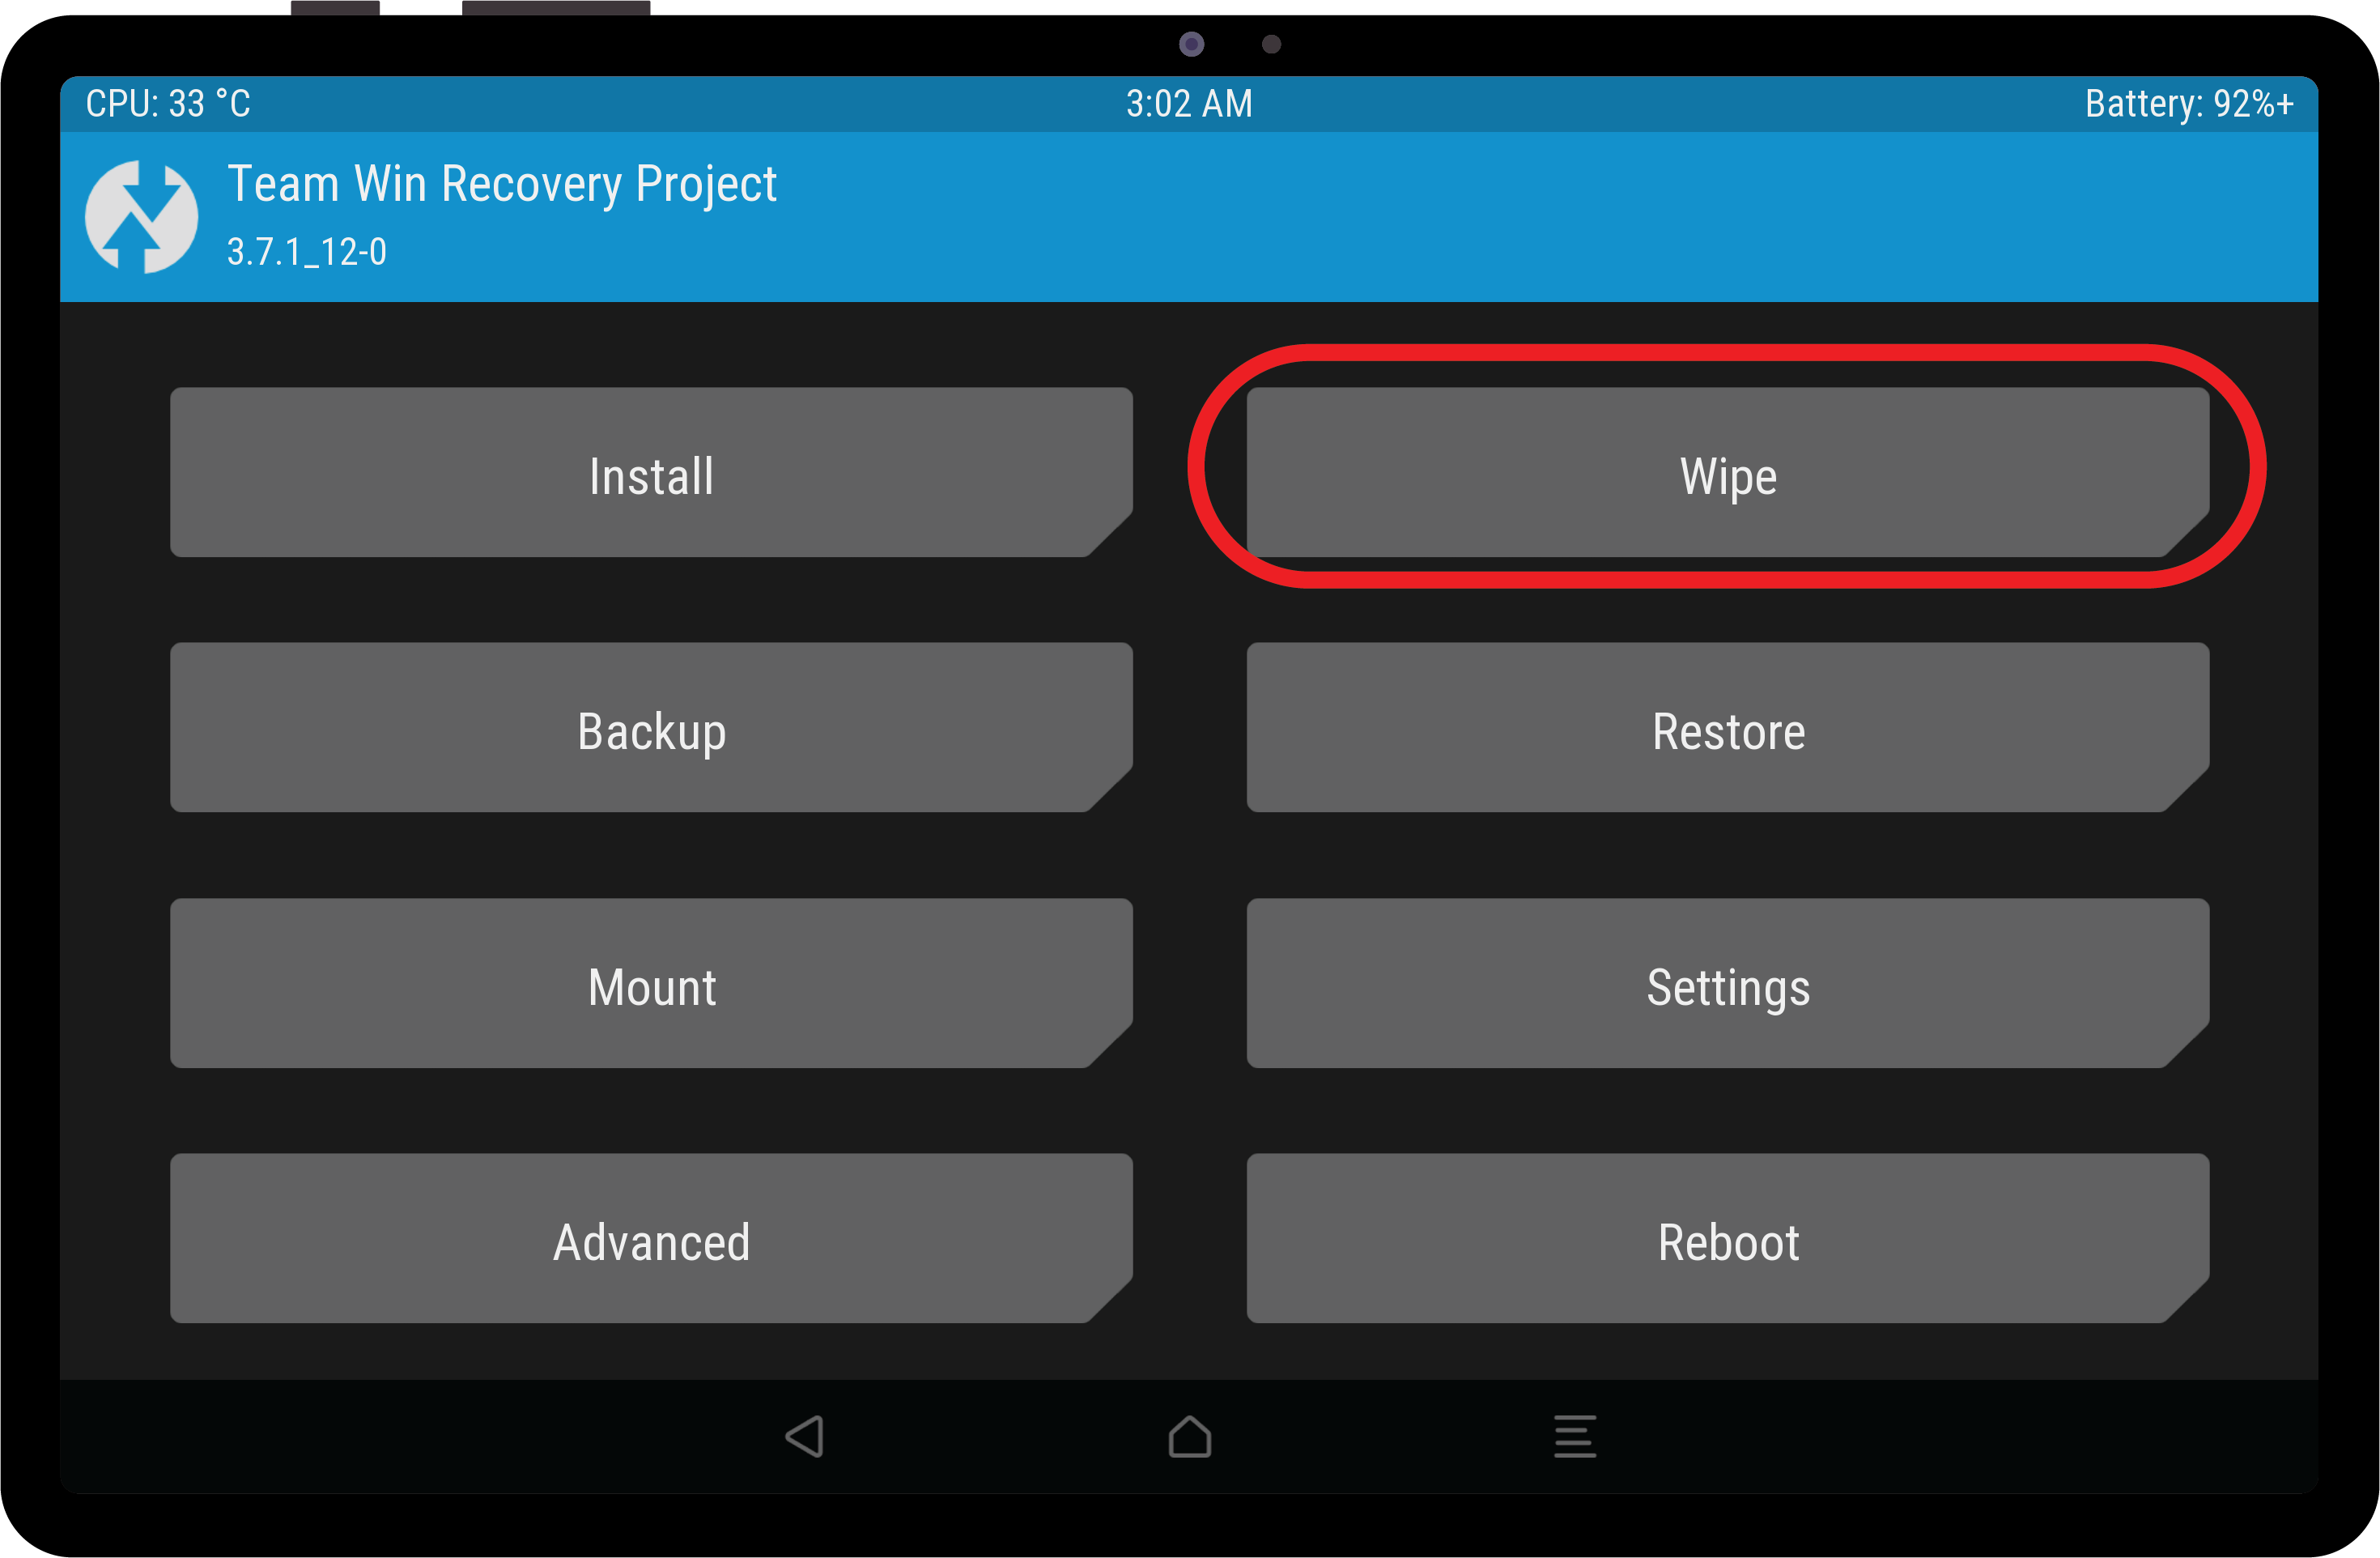 CPU: 33 °C 3:02 AM Battery: 92%+
Team Win Recovery Project
3.7.1_12-0
Install Wipe
Backup Restore
Mount Settings
Advanced Reboot